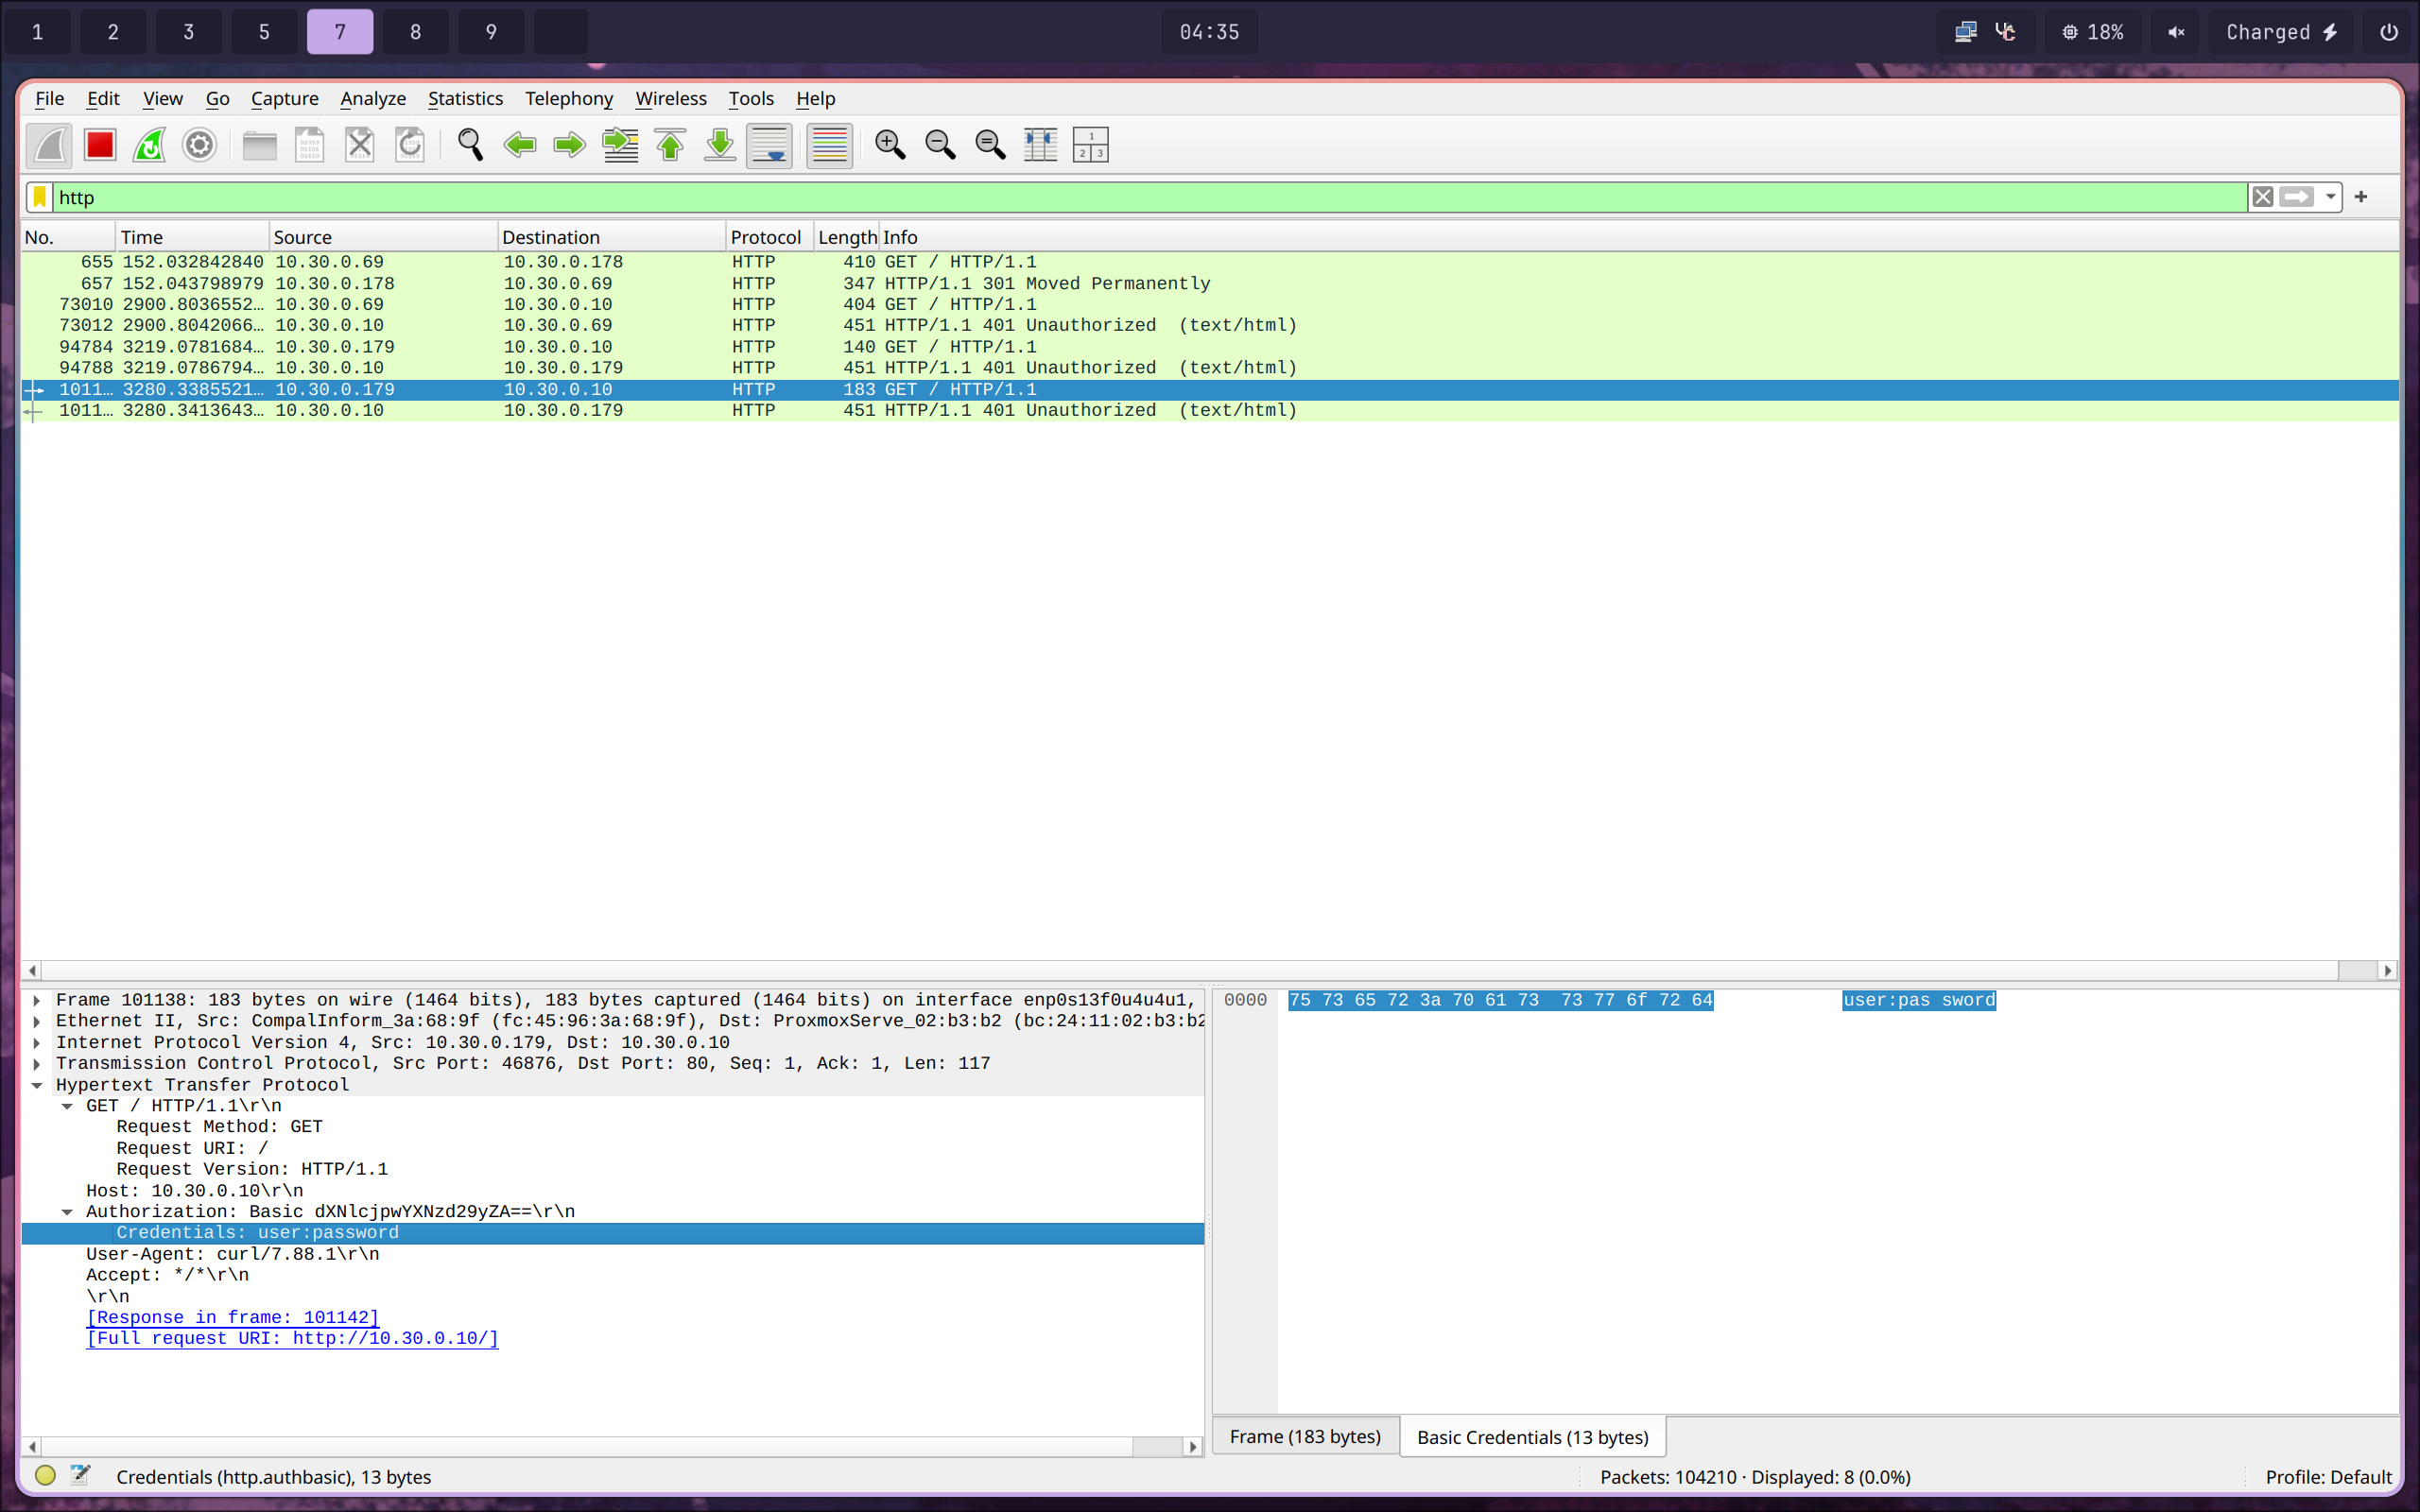 1 2 3 5 7 8 9 04:35 18% Charged
File Edit View Go Capture Analyze Statistics Telephony Wireless Tools Help
http
No. Time Source Destination Protocol Length Info
655 152.032842840 10.30.0.69 10.30.0.178 HTTP 410 GET / HTTP/1.1
657 152.043798979 10.30.0.178 10.30.0.69 HTTP 347 HTTP/1.1 301 Moved Permanently
73010 2900.8036552… 10.30.0.69 10.30.0.10 HTTP 404 GET / HTTP/1.1
73012 2900.8042066… 10.30.0.10 10.30.0.69 HTTP 451 HTTP/1.1 401 Unauthorized (text/html)
94784 3219.0781684… 10.30.0.179 10.30.0.10 HTTP 140 GET / HTTP/1.1
94788 3219.0786794… 10.30.0.10 10.30.0.179 HTTP 451 HTTP/1.1 401 Unauthorized (text/html)
1011… 3280.3385521… 10.30.0.179 10.30.0.10 HTTP 183 GET / HTTP/1.1
1011… 3280.3413643… 10.30.0.10 10.30.0.179 HTTP 451 HTTP/1.1 401 Unauthorized (text/html)
Frame 101138: 183 bytes on wire (1464 bits), 183 bytes captured (1464 bits) on interface enp0s13f0u4u4u1,
Ethernet II, Src: CompalInform_3a:68:9f (fc:45:96:3a:68:9f), Dst: ProxmoxServe_02:b3:b2 (bc:24:11:02:b3:b2
Internet Protocol Version 4, Src: 10.30.0.179, Dst: 10.30.0.10
Transmission Control Protocol, Src Port: 46876, Dst Port: 80, Seq: 1, Ack: 1, Len: 117
Hypertext Transfer Protocol
GET / HTTP/1.1\r\n
Request Method: GET
Request URI: /
Request Version: HTTP/1.1
Host: 10.30.0.10\r\n
Authorization: Basic dXNlcjpwYXNzd29yZA==\r\n
Credentials: user:password
User-Agent: curl/7.88.1\r\n
Accept: */*\r\n
\r\n
[Response in frame: 101142]
[Full request URI: http://10.30.0.10/]
0000 75 73 65 72 3a 70 61 73 73 77 6f 72 64 user:pas sword
Frame (183 bytes) Basic Credentials (13 bytes)
Credentials (http.authbasic), 13 bytes Packets: 104210 · Displayed: 8 (0.0%) Profile: Default